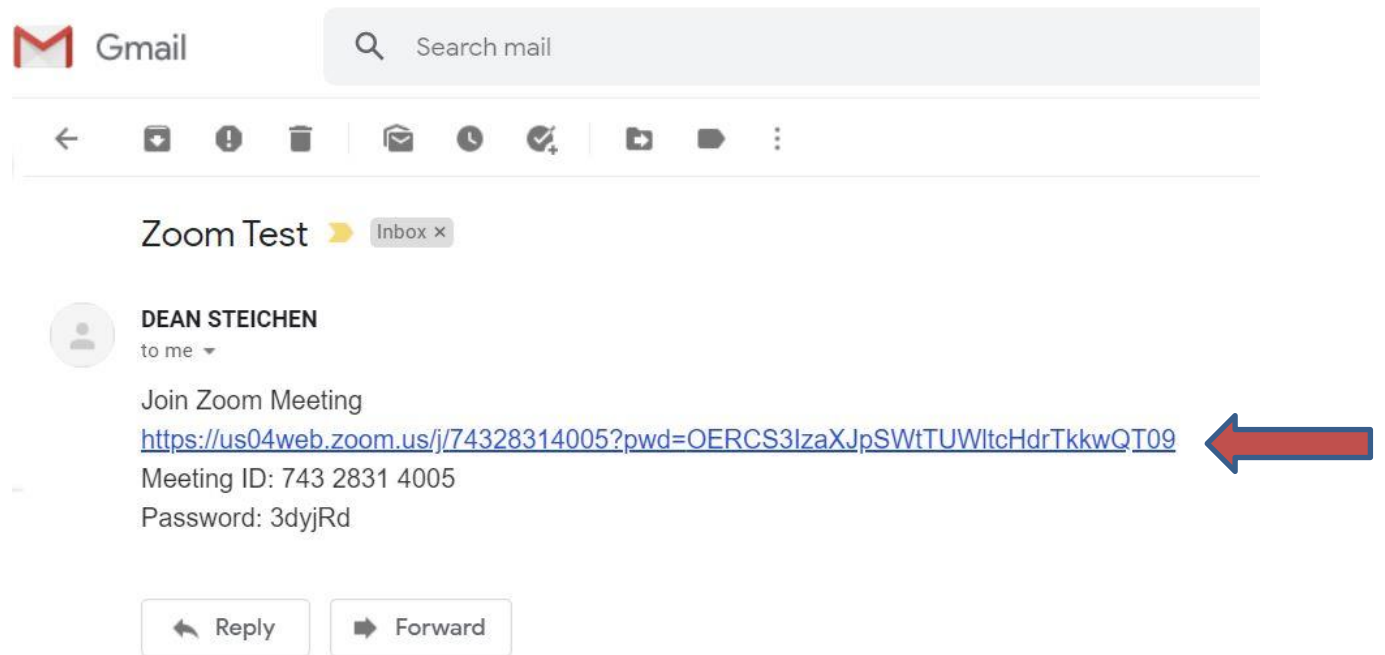 Gmail
Search mail
Zoom Test
Inbox ×
DEAN STEICHEN
to me
Join Zoom Meeting
https://us04web.zoom.us/j/74328314005?pwd=OERCS3IzaXJpSWtTUWltcHdrTkkwQT09
Meeting ID: 743 2831 4005
Password: 3dyjRd
Reply
Forward